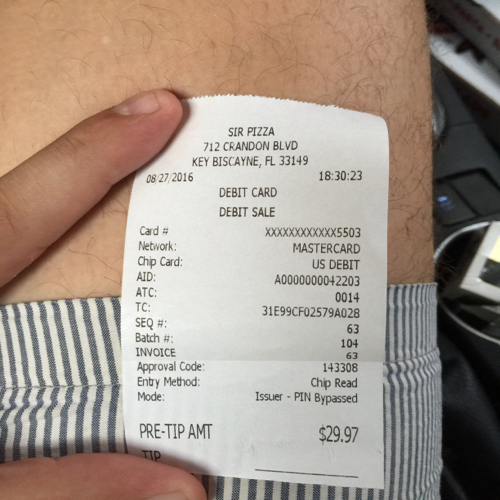 SIR PIZZA
712 CRANDON BLVD
KEY BISCAYNE, FL 33149
08/27/2016 18:30:23
DEBIT CARD
DEBIT SALE
Card # XXXXXXXXXXXX5503
Network: MASTERCARD
Chip Card: US DEBIT
AID: A0000000042203
ATC: 0014
TC: 31E99CF02579A028
SEQ #: 63
Batch #: 104
INVOICE 63
Approval Code: 143308
Entry Method: Chip Read
Mode: Issuer - PIN Bypassed
PRE-TIP AMT $29.97
TIP